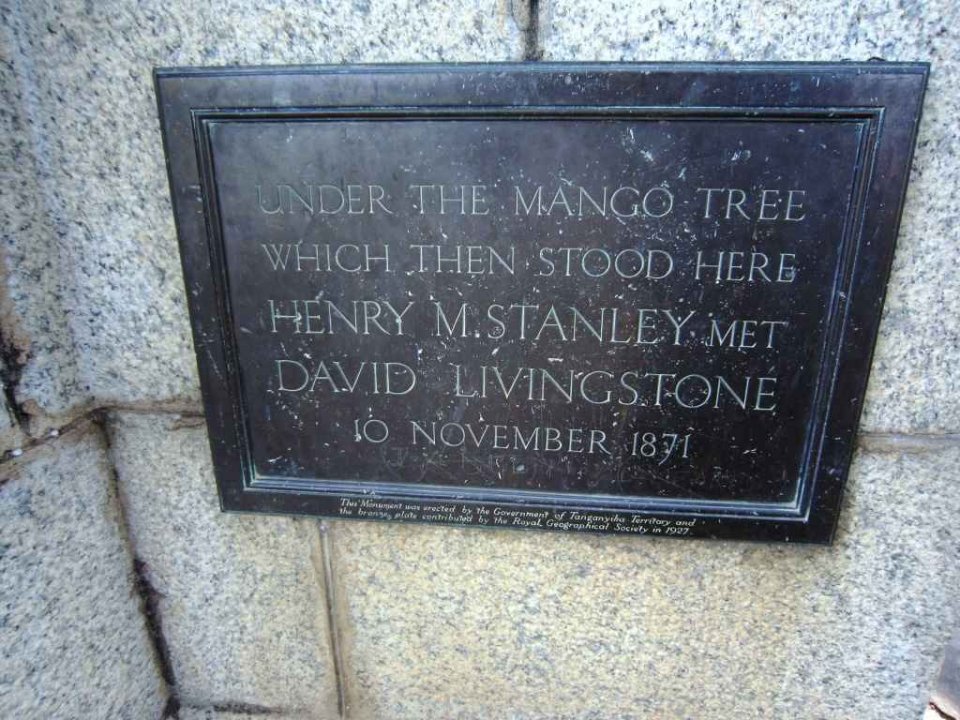 UNDER THE MANGO TREE
WHICH THEN STOOD HERE
HENRY M. STANLEY MET
DAVID LIVINGSTONE
10 NOVEMBER 1871
This Monument was erected by the Government of Tanganyika Territory and
the bronze plate contributed by the Royal Geographical Society in 1927.